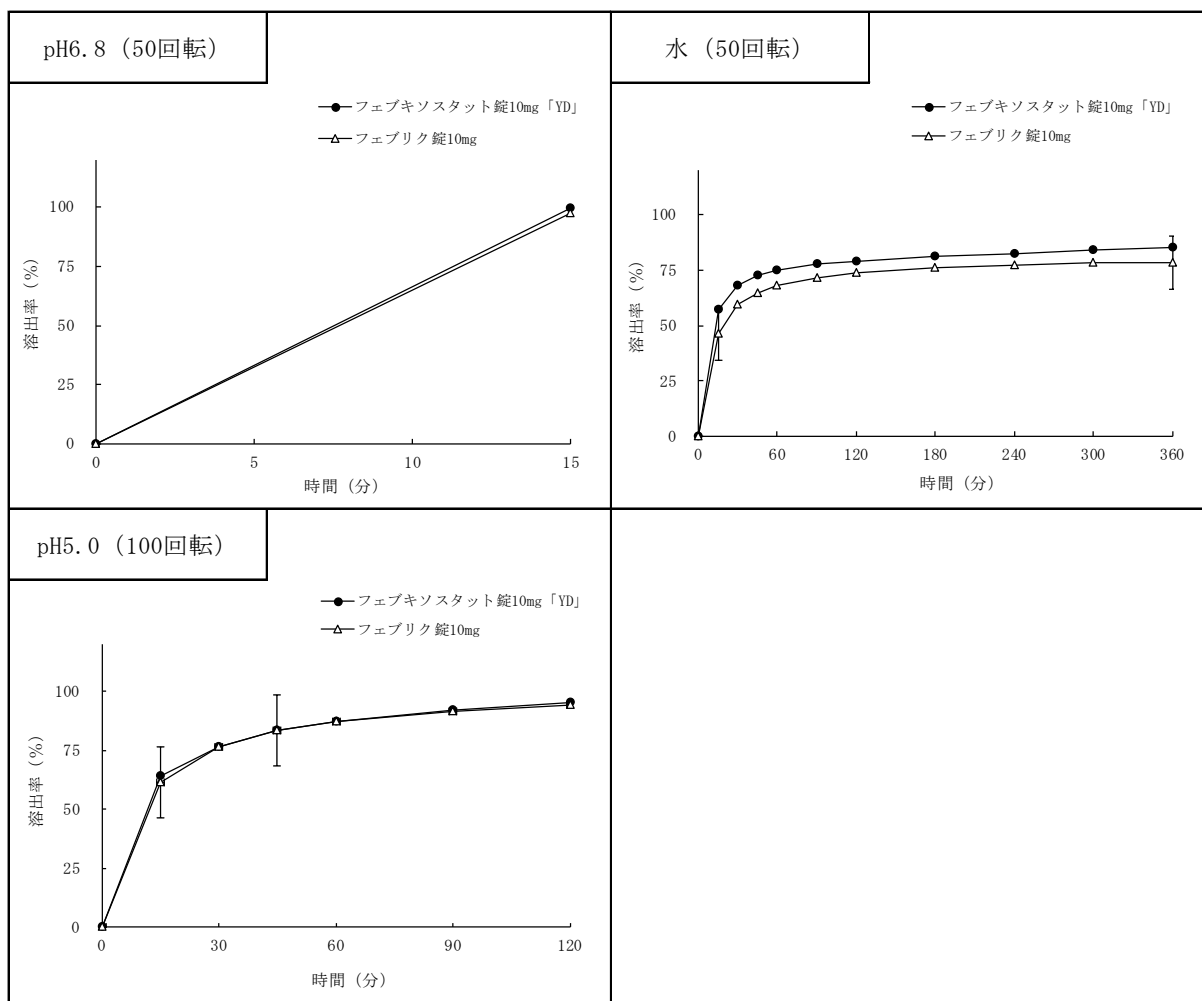 pH6.8（50回転）
フェブキソスタット錠10mg「YD」
フェブリク錠10mg
溶出率（%）
100
75
50
25
0
0 5 10 15
時間（分）
水（50回転）
フェブキソスタット錠10mg「YD」
フェブリク錠10mg
溶出率（%）
100
75
50
25
0
0 60 120 180 240 300 360
時間（分）
pH5.0（100回転）
フェブキソスタット錠10mg「YD」
フェブリク錠10mg
溶出率（%）
100
75
50
25
0
0 30 60 90 120
時間（分）